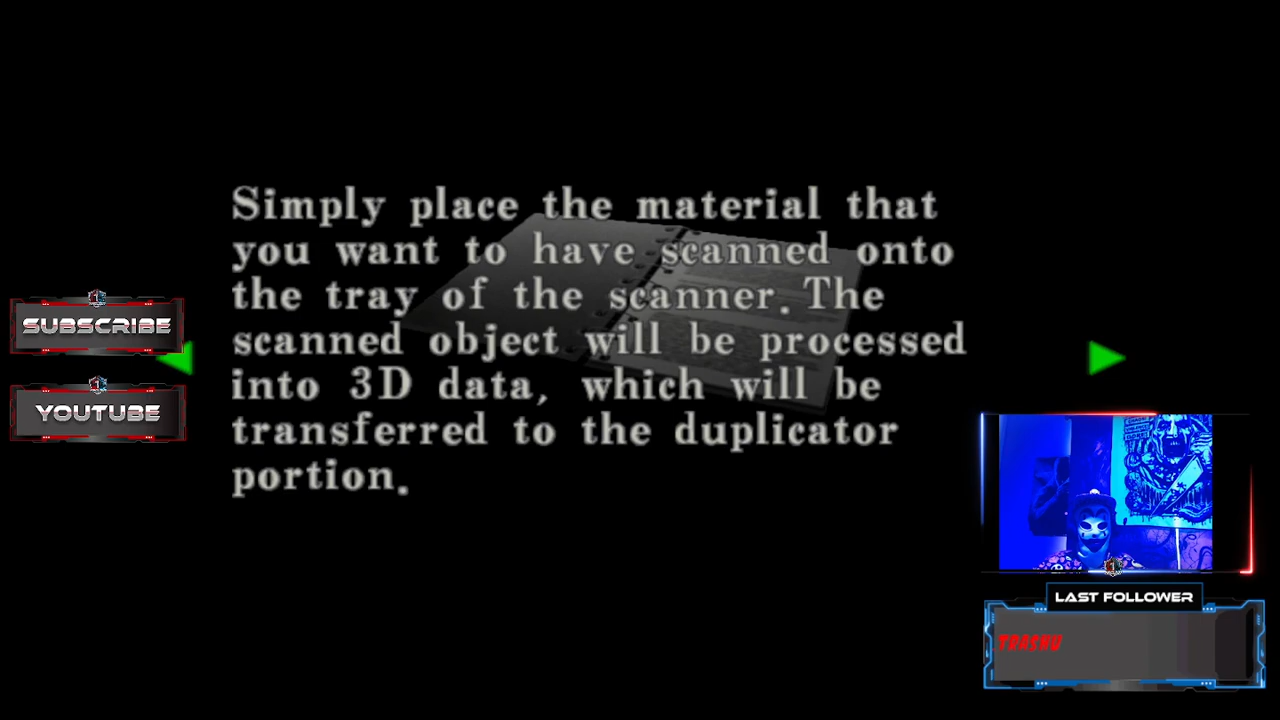 Simply place the material that
you want to have scanned onto
the tray of the scanner. The
scanned object will be processed
into 3D data, which will be
transferred to the duplicator
portion.
SUBSCRIBE
YOUTUBE
LAST FOLLOWER
TRASHU